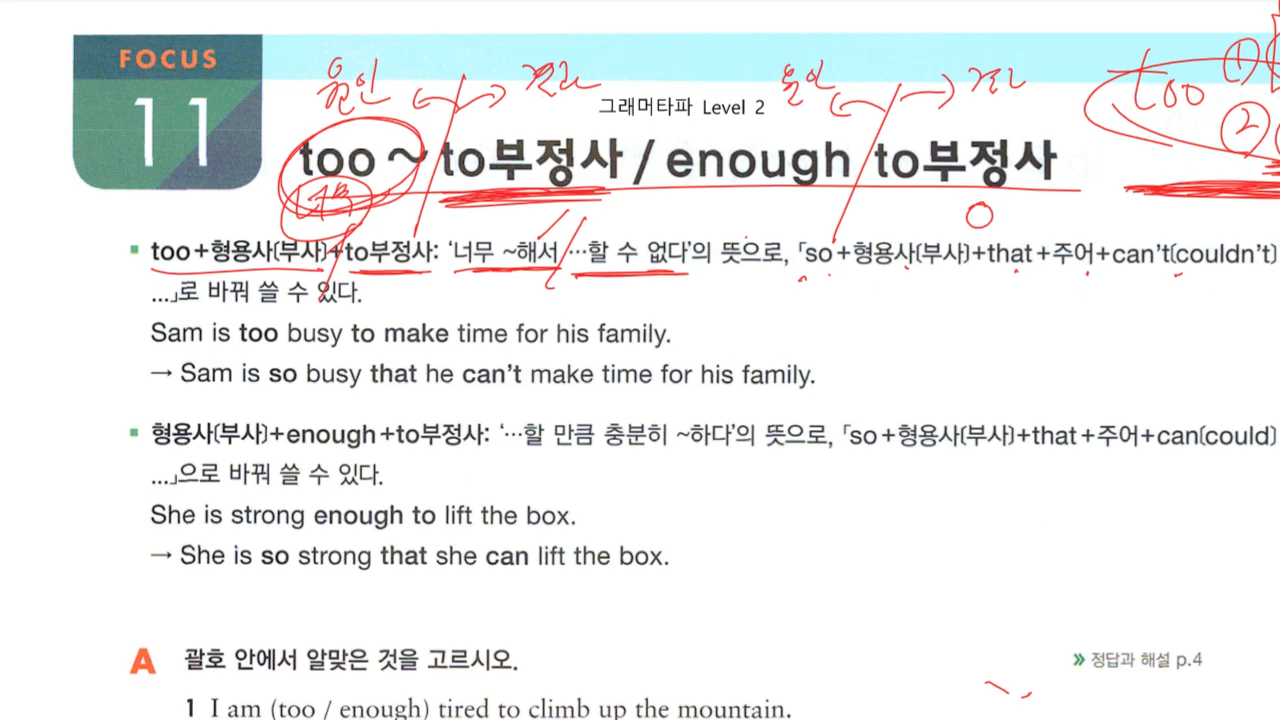 FOCUS
11
원인 결과 원인 결과 too ①
②
그래머타파 Level 2
too ~ to부정사 / enough to부정사
너무
▪ too+형용사(부사)+to부정사: ‘너무 ~해서 …할 수 없다’의 뜻으로, 「so+형용사(부사)+that+주어+can’t(couldn’t)
…」로 바꿔 쓸 수 있다.
Sam is too busy to make time for his family.
→ Sam is so busy that he can’t make time for his family.
▪ 형용사(부사)+enough+to부정사: ‘…할 만큼 충분히 ~하다’의 뜻으로, 「so+형용사(부사)+that+주어+can(could)
…」으로 바꿔 쓸 수 있다.
She is strong enough to lift the box.
→ She is so strong that she can lift the box.
A 괄호 안에서 알맞은 것을 고르시오.
» 정답과 해설 p.4
1 I am (too / enough) tired to climb up the mountain.